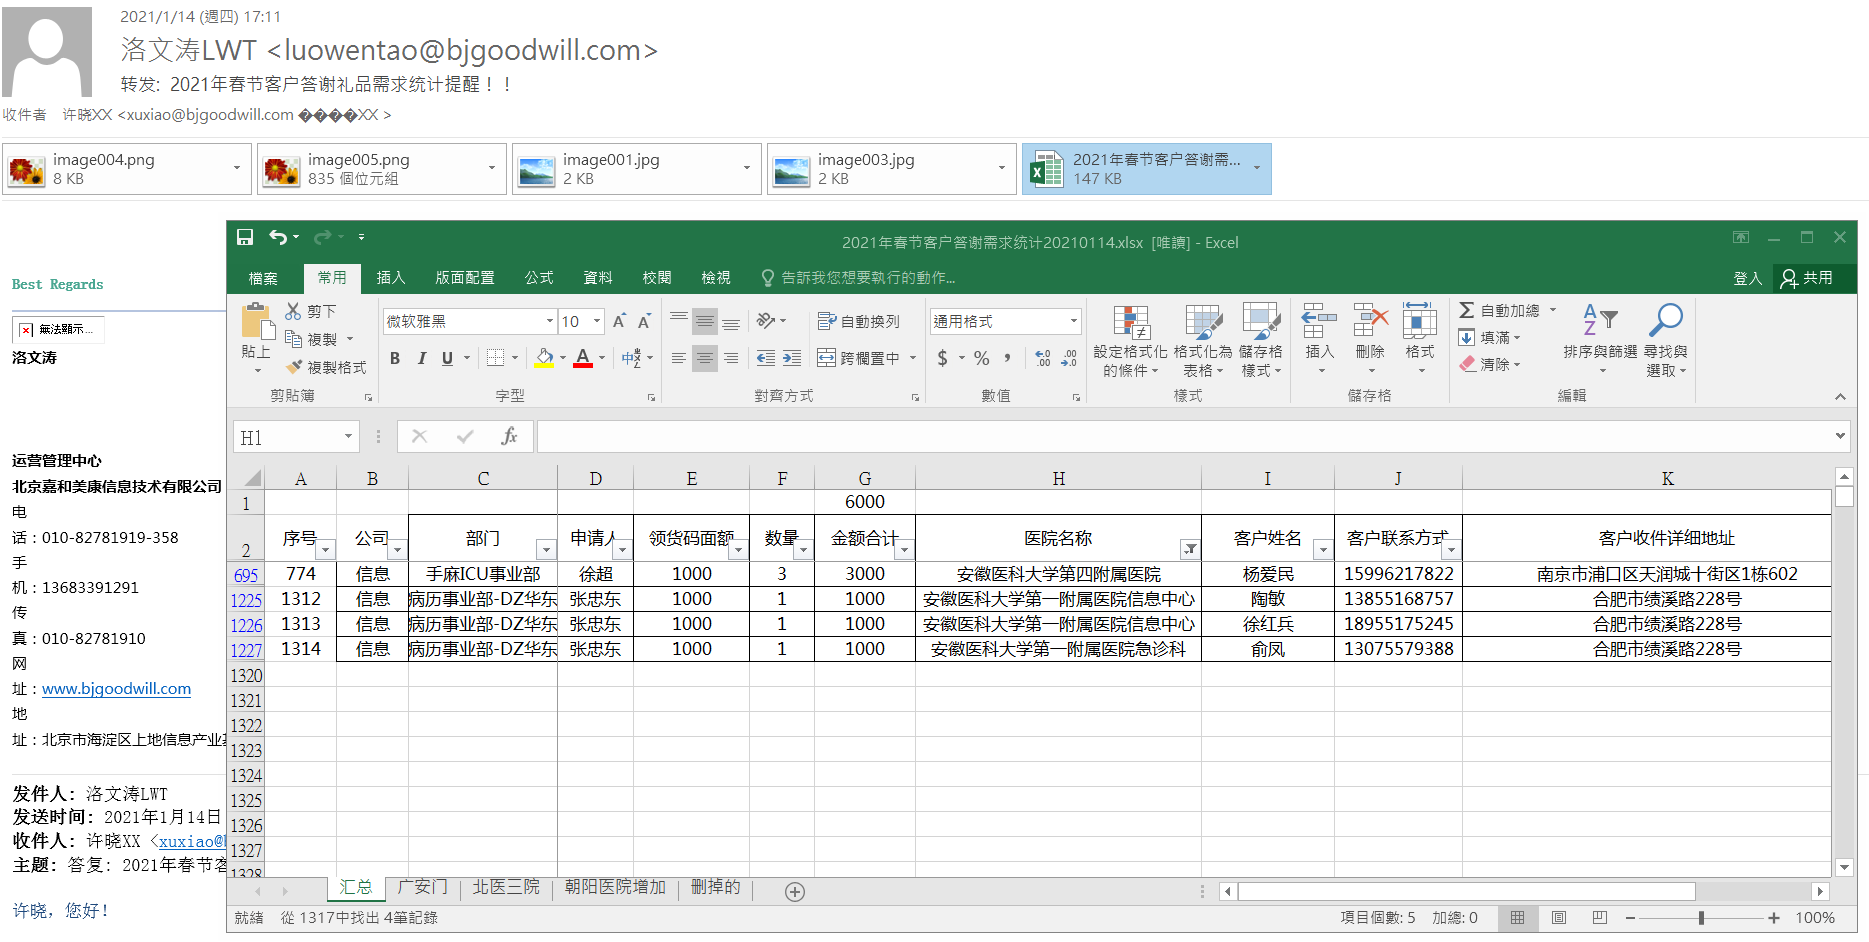 2021/1/14 (週四) 17:11
洛文涛LWT <luowentao@bjgoodwill.com>
转发: 2021年春节客户答谢礼品需求统计提醒！！
收件者 许晓XX <xuxiao@bjgoodwill.com ����XX >
image004.png
8 KB
image005.png
835 個位元組
image001.jpg
2 KB
image003.jpg
2 KB
2021年春节客户答谢需...
147 KB
Best Regards
無法顯示...
洛文涛
运营管理中心
北京嘉和美康信息技术有限公司
电
话：010-82781919-358
手
机：13683391291
传
真：010-82781910
网
址：www.bjgoodwill.com
地
址：北京市海淀区上地信息产业
发件人: 洛文涛LWT
发送时间: 2021年1月14日
收件人: 许晓XX <xuxiao@
主题: 答复: 2021年春节客
许晓，您好！
2021年春节客户答谢需求统计20210114.xlsx [唯讀] - Excel
檔案 常用 插入 版面配置 公式 資料 校閱 檢視 告訴我您想要執行的動作... 登入 共用
貼上 剪下 複製 複製格式 剪貼簿
微软雅黑 10 A A B I U A 中 字型
自動換列 跨欄置中 對齊方式
通用格式 $ % , .0 .00 .00 .0 數值
設定格式化的條件 格式化為表格 儲存格樣式 樣式
插入 刪除 格式 儲存格
自動加總 填滿 清除 排序與篩選 尋找與選取 編輯
H1 fx
A B C D E F G H I J K
1 6000
2 序号 公司 部门 申请人 领货码面额 数量 金额合计 医院名称 客户姓名 客户联系方式 客户收件详细地址
695 774 信息 手麻ICU事业部 徐超 1000 3 3000 安徽医科大学第四附属医院 杨爱民 15996217822 南京市浦口区天润城十街区1栋602
1225 1312 信息 病历事业部-DZ华东 张忠东 1000 1 1000 安徽医科大学第一附属医院信息中心 陶敏 13855168757 合肥市绩溪路228号
1226 1313 信息 病历事业部-DZ华东 张忠东 1000 1 1000 安徽医科大学第一附属医院信息中心 徐红兵 18955175245 合肥市绩溪路228号
1227 1314 信息 病历事业部-DZ华东 张忠东 1000 1 1000 安徽医科大学第一附属医院急诊科 俞凤 13075579388 合肥市绩溪路228号
1320
1321
1322
1323
1324
1325
1326
1327
1328
汇总 广安门 北医三院 朝阳医院增加 删掉的
就緒 從 1317中找出 4筆記錄 項目個數: 5 加總: 0 100%